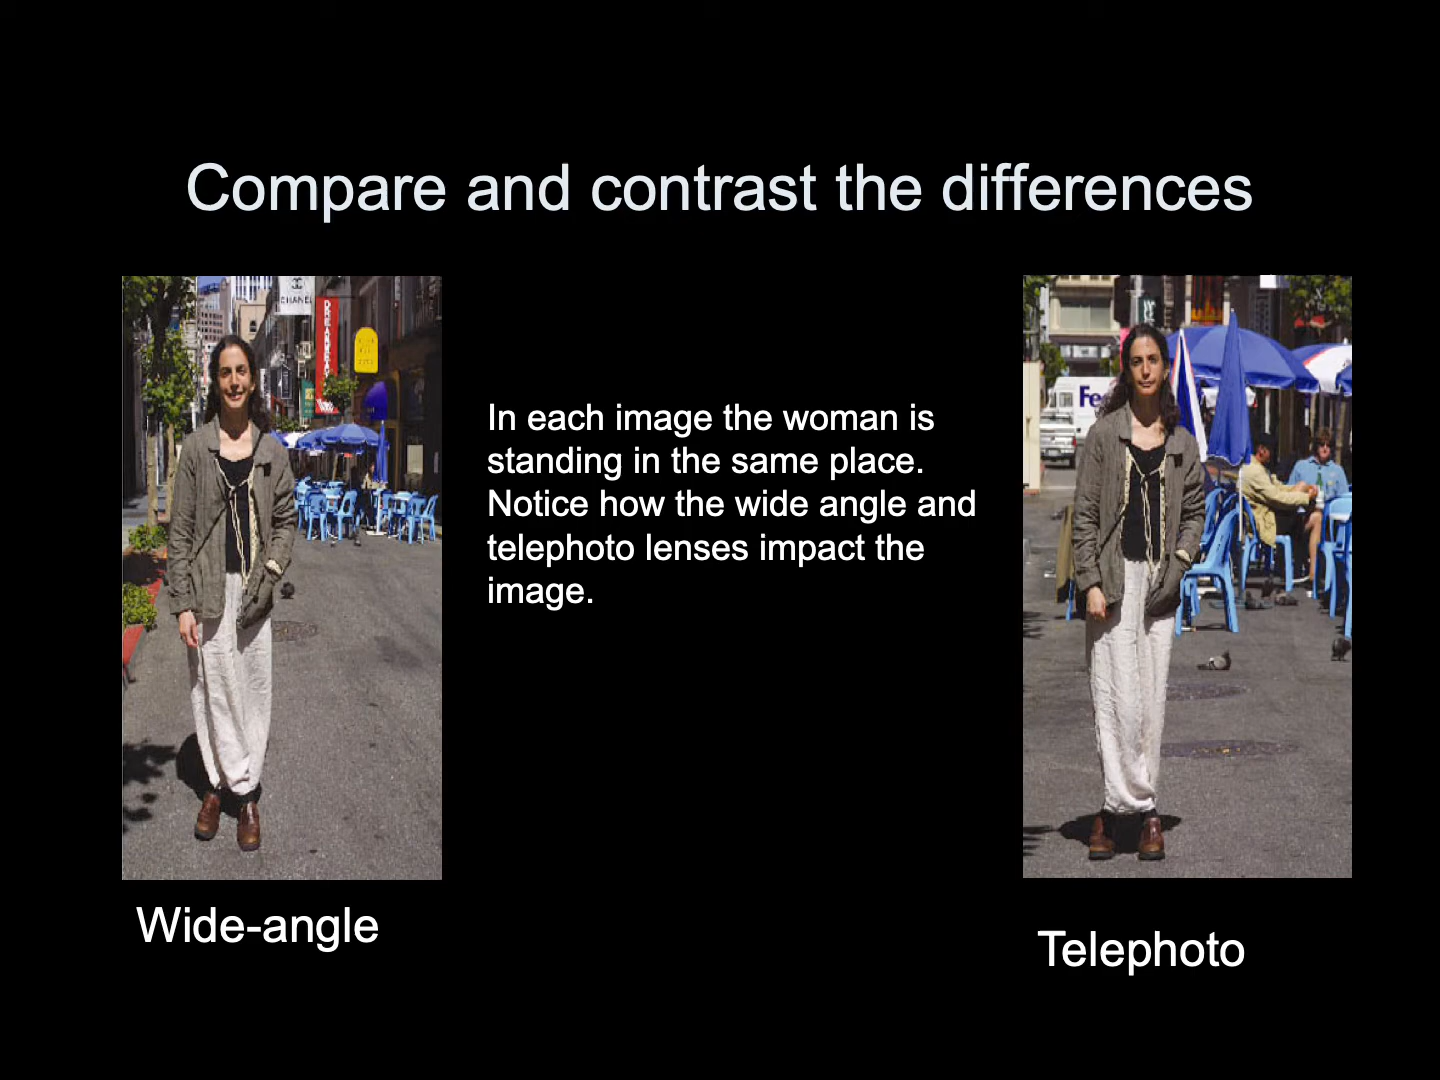 Compare and contrast the differences
CHANEL
In each image the woman is
standing in the same place.
Notice how the wide angle and
telephoto lenses impact the
image.
Fe
Wide-angle
Telephoto